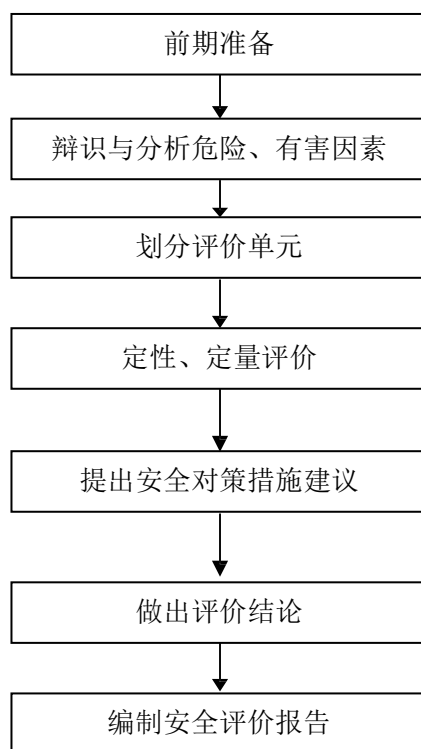 前期准备
辩识与分析危险、有害因素
划分评价单元
定性、定量评价
提出安全对策措施建议
做出评价结论
编制安全评价报告